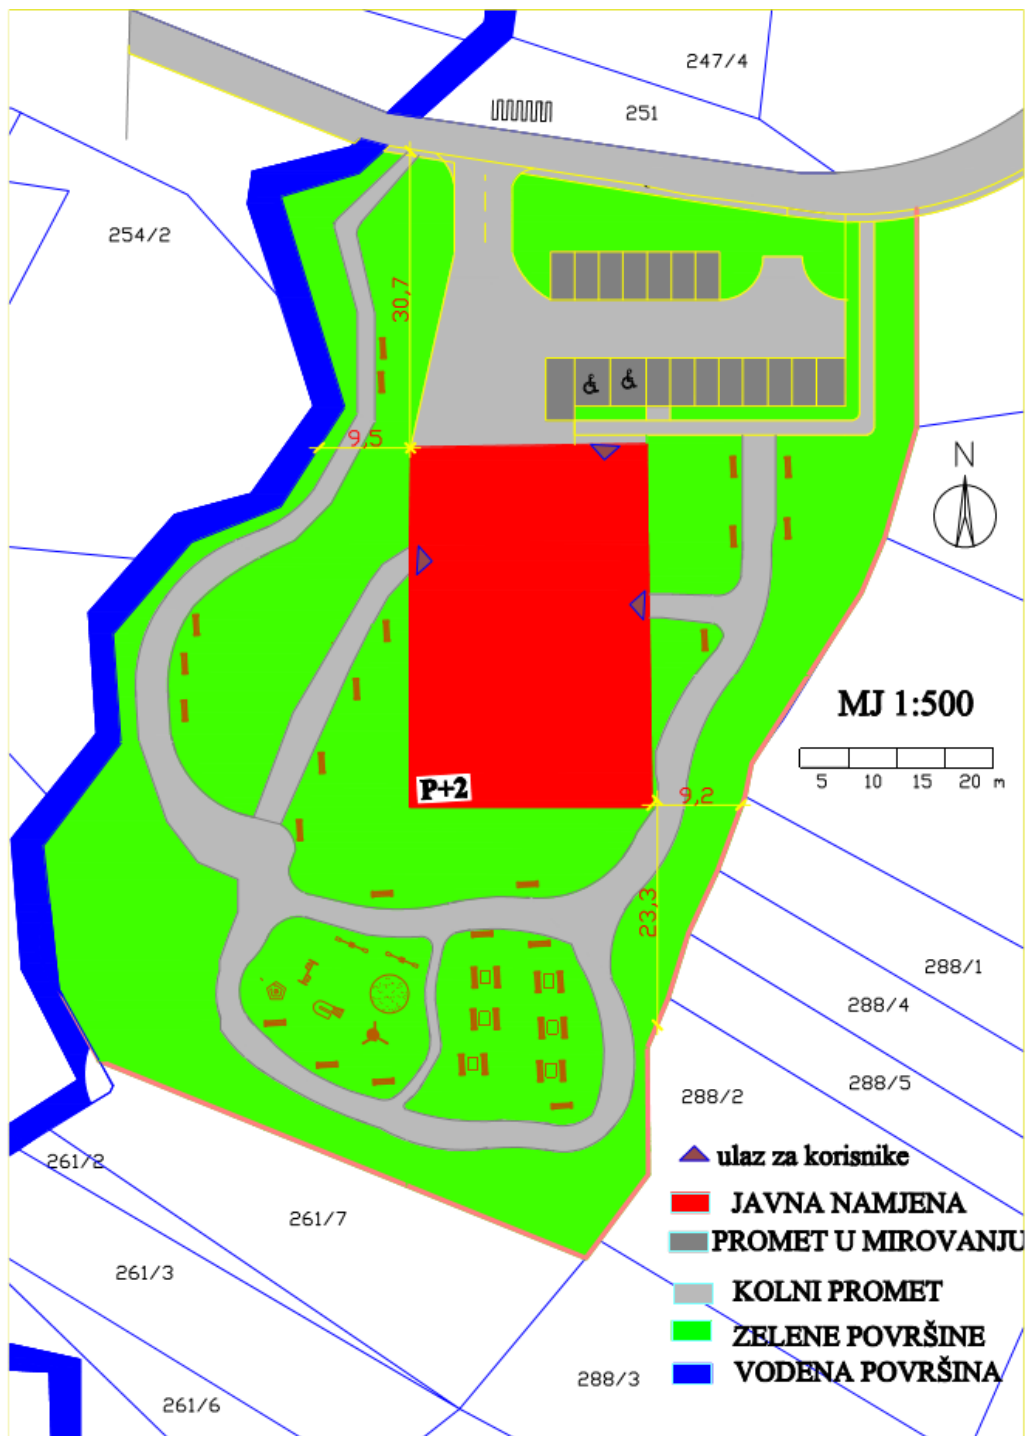 247/4
251
254/2
30,7
9,5
N
MJ 1:500
5 10 15 20 m
P+2
9,2
23,3
288/1
288/4
288/5
288/2
261/2
261/7
261/3
288/3
261/6
ulaz za korisnike
JAVNA NAMJENA
PROMET U MIROVANJU
KOLNI PROMET
ZELENE POVRŠINE
VODENA POVRŠINA